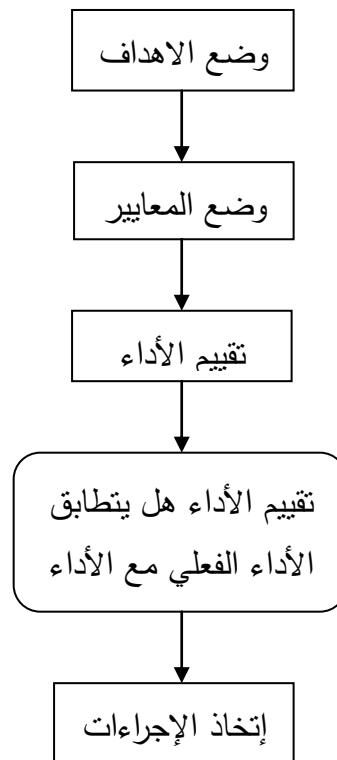 وضع الاهداف
وضع المعايير
تقييم الأداء
تقييم الأداء هل يتطابق
الأداء الفعلي مع الأداء
إتخاذ الإجراءات